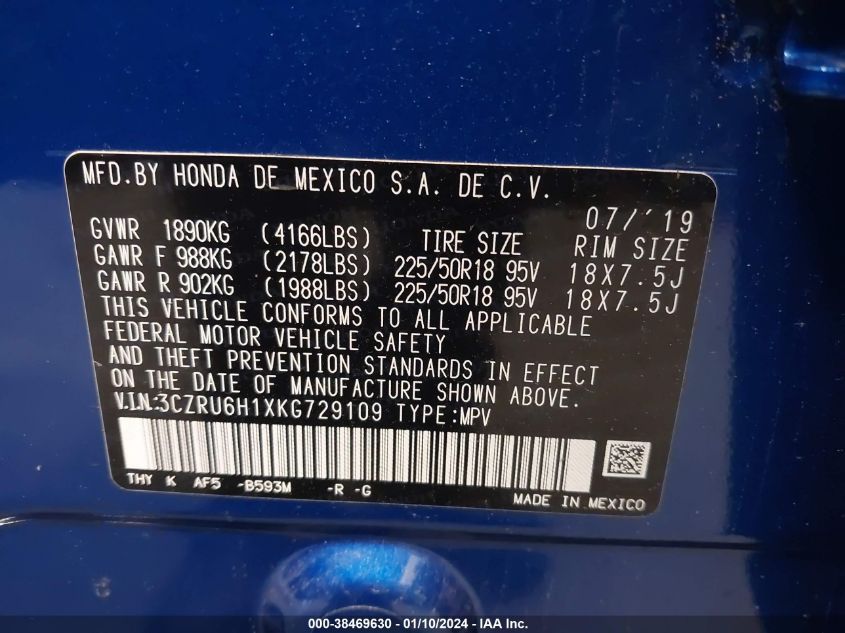 MFD.BY HONDA DE MEXICO S.A. DE C.V.
07/'19
GVWR 1890KG (4166LBS) TIRE SIZE RIM SIZE
GAWR F 988KG (2178LBS) 225/50R18 95V 18X7.5J
GAWR R 902KG (1988LBS) 225/50R18 95V 18X7.5J
THIS VEHICLE CONFORMS TO ALL APPLICABLE
FEDERAL MOTOR VEHICLE SAFETY
AND THEFT PREVENTION STANDARDS IN EFFECT
ON THE DATE OF MANUFACTURE SHOWN ABOVE.
V.I.N:3CZRU6H1XKG729109 TYPE:MPV
THY K AF5 -B593M -R -G
MADE IN MEXICO
000-38469630 - 01/10/2024 - IAA Inc.